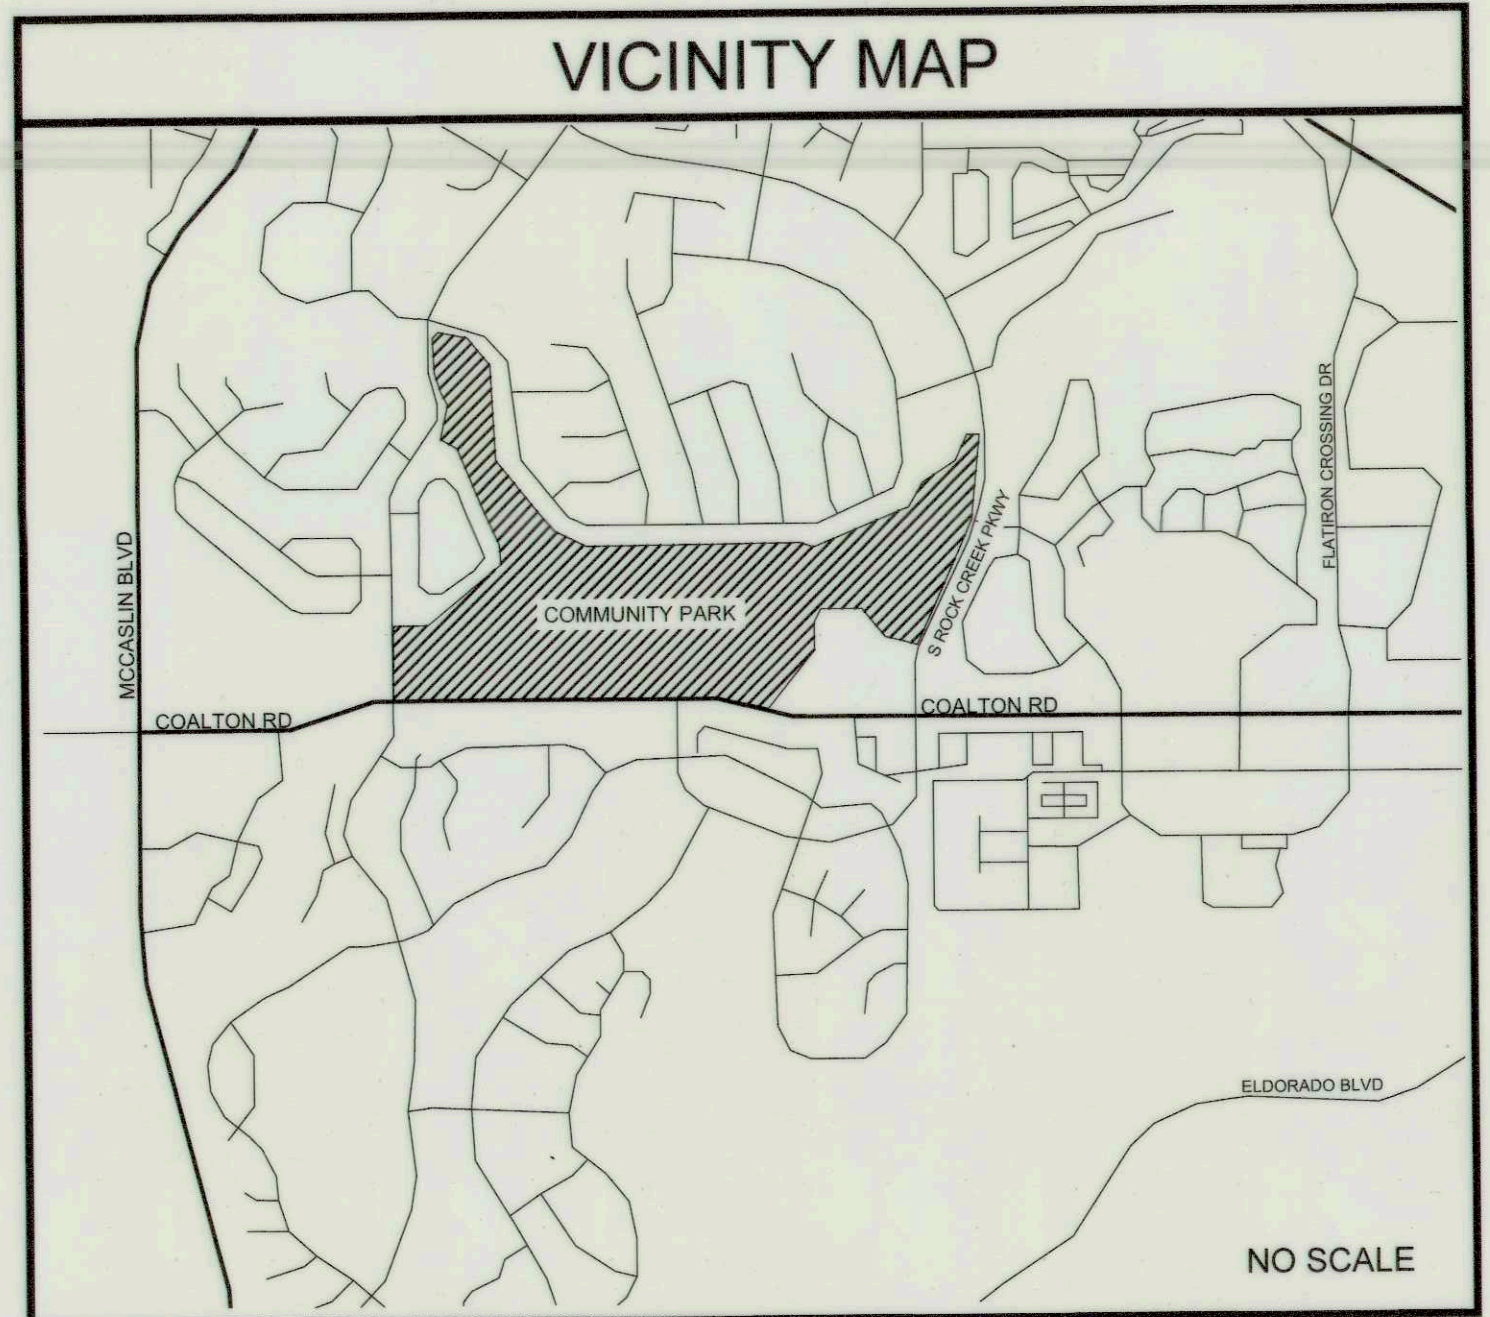 VICINITY MAP
FLATIRON CROSSING DR
MCCASLIN BLVD
S ROCK CREEK PKWY
COMMUNITY PARK
COALTON RD
COALTON RD
ELDORADO BLVD
NO SCALE